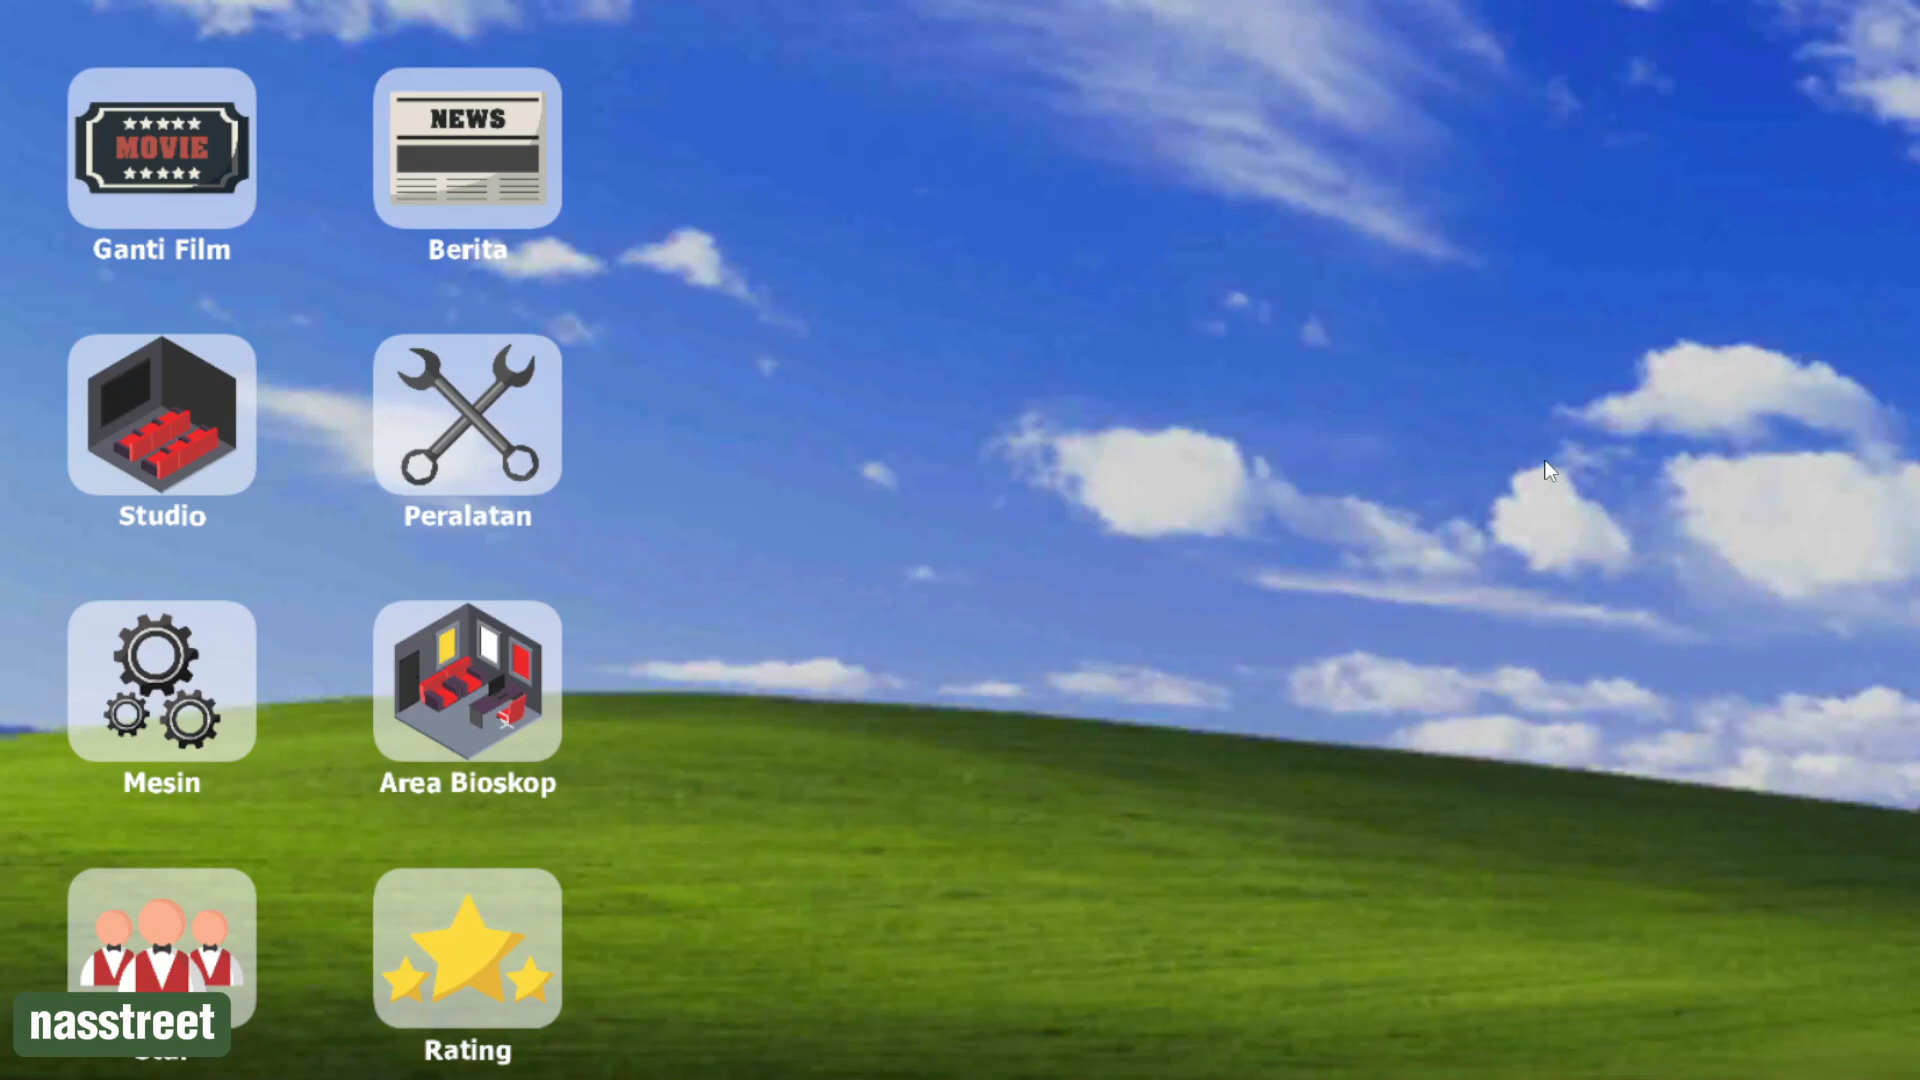 MOVIE
NEWS
Ganti Film
Berita
Studio
Peralatan
Mesin
Area Bioskop
nasstreet
Rating